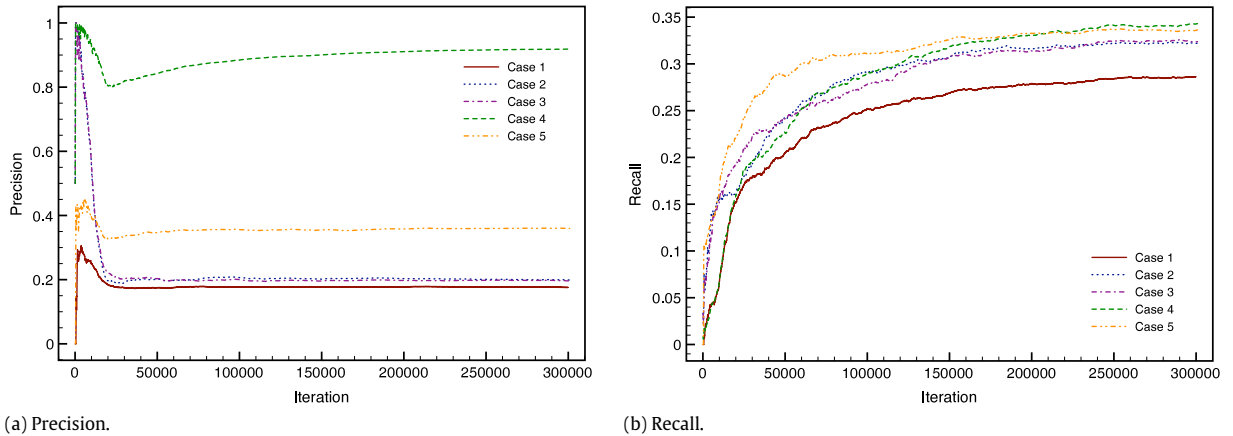 1
0.8
0.6
0.4
0.2
0
Precision
0 50000 100000 150000 200000 250000 300000
Iteration
Case 1
Case 2
Case 3
Case 4
Case 5
(a) Precision.
0.35
0.3
0.25
0.2
0.15
0.1
0.05
0
Recall
0 50000 100000 150000 200000 250000 300000
Iteration
Case 1
Case 2
Case 3
Case 4
Case 5
(b) Recall.